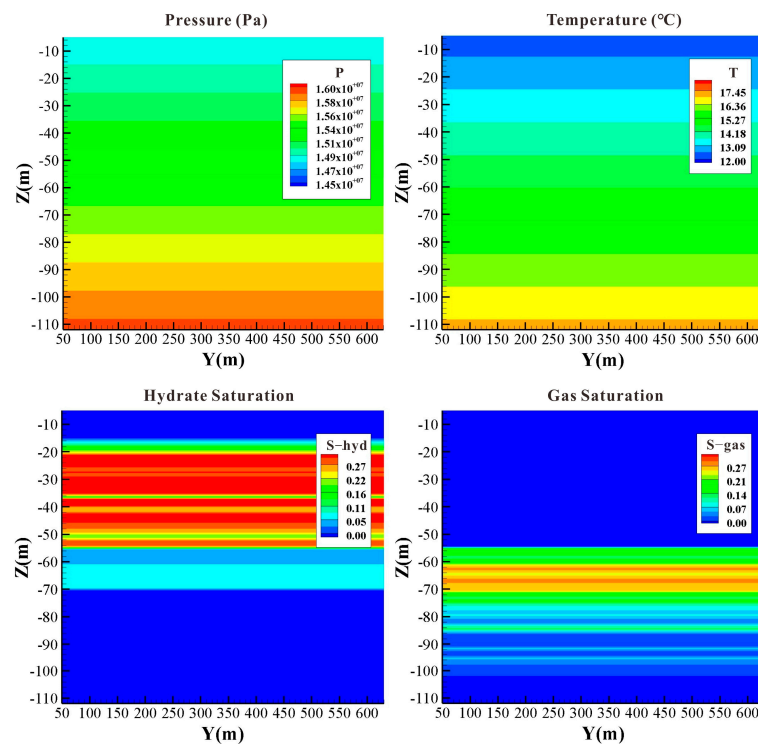 Pressure (Pa)
-10
-20
-30
-40
-50
-60
-70
-80
-90
-100
-110
Z(m)
P
1.60x10+07
1.58x10+07
1.56x10+07
1.54x10+07
1.51x10+07
1.49x10+07
1.47x10+07
1.45x10+07
50 100 150 200 250 300 350 400 450 500 550 600
Y(m)
Temperature (℃)
-10
-20
-30
-40
-50
-60
-70
-80
-90
-100
-110
Z(m)
T
17.45
16.36
15.27
14.18
13.09
12.00
50 100 150 200 250 300 350 400 450 500 550 600
Y(m)
Hydrate Saturation
-10
-20
-30
-40
-50
-60
-70
-80
-90
-100
-110
Z(m)
S-hyd
0.27
0.22
0.16
0.11
0.05
0.00
50 100 150 200 250 300 350 400 450 500 550 600
Y(m)
Gas Saturation
-10
-20
-30
-40
-50
-60
-70
-80
-90
-100
-110
Z(m)
S-gas
0.27
0.21
0.14
0.07
0.00
50 100 150 200 250 300 350 400 450 500 550 600
Y(m)